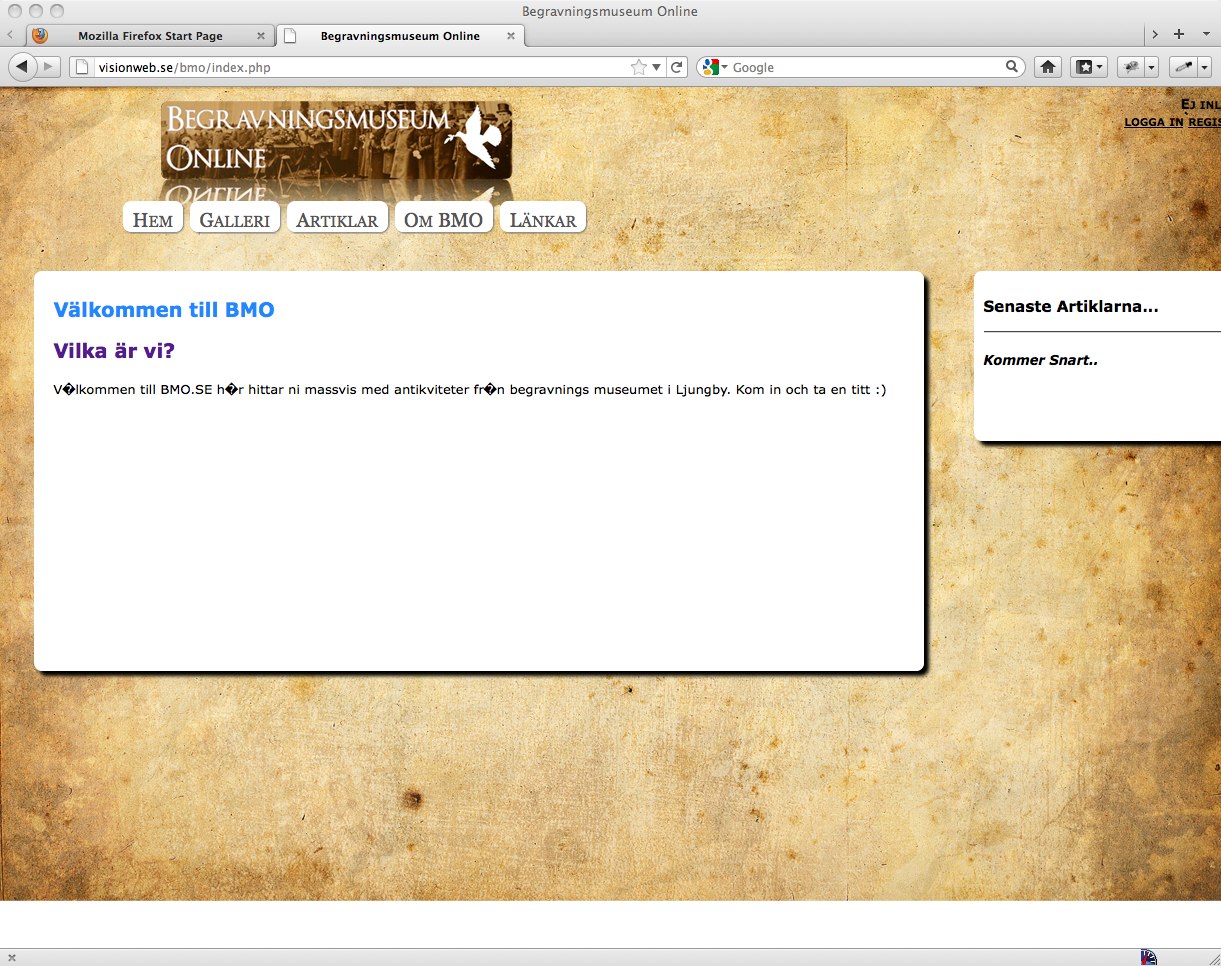 Begravningsmuseum Online
Mozilla Firefox Start Page
Begravningsmuseum Online
visionweb.se/bmo/index.php
Google
BEGRAVNINGSMUSEUM
ONLINE
EJ INL
LOGGA IN REGIS
HEM GALLERI ARTIKLAR OM BMO LÄNKAR
Välkommen till BMO
Vilka är vi?
V�lkommen till BMO.SE h�r hittar ni massvis med antikviteter fr�n begravnings museumet i Ljungby. Kom in och ta en titt :)
Senaste Artiklarna...
Kommer Snart..